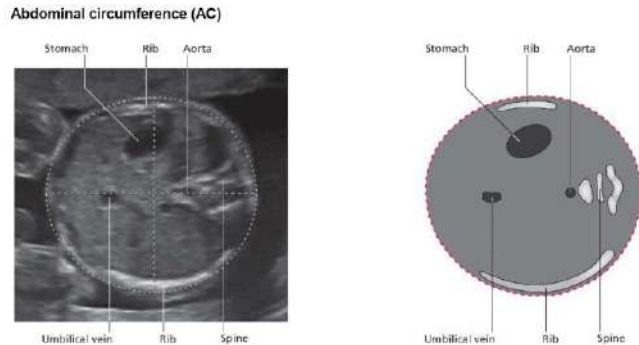 Abdominal circumference (AC)
Stomach Rib Aorta
Stomach Rib Aorta
Umbilical vein Rib Spine
Umbilical vein Rib Spine